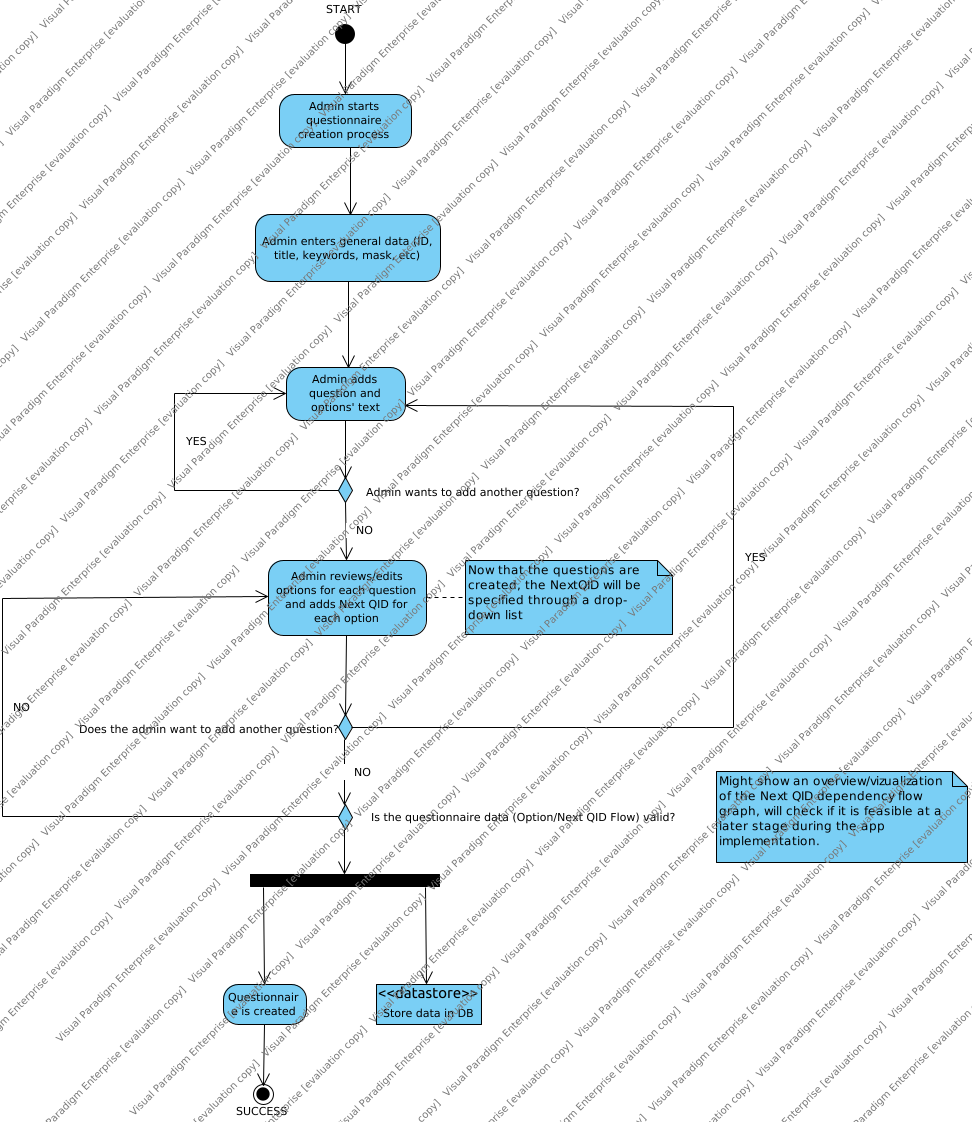 START
Admin starts
questionnaire
creation process
Admin enters general data (ID,
title, keywords, mask, etc)
Admin adds
question and
options' text
YES
Admin wants to add another question?
NO
Admin reviews/edits
options for each question
and adds Next QID for
each option
Now that the questions are
created, the NextQID will be
specified through a drop-
down list
YES
NO
Does the admin want to add another question?
NO
Might show an overview/vizualization
of the Next QID dependency flow
graph, will check if it is feasible at a
later stage during the app
implementation.
Is the questionnaire data (Option/Next QID Flow) valid?
Questionnair
e is created
<<datastore>>
Store data in DB
SUCCESS
Visual Paradigm Enterprise [evaluation copy]